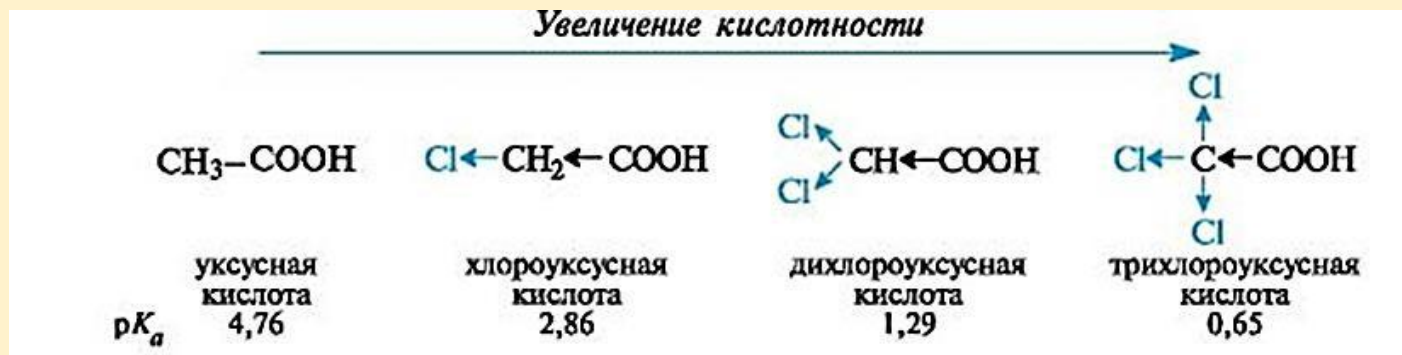 Увеличение кислотности
CH₃–COOH
Cl←CH₂←COOH
Cl
Cl
CH←COOH
Cl
Cl←C←COOH
Cl
уксусная
кислота
хлороуксусная
кислота
дихлороуксусная
кислота
трихлороуксусная
кислота
pKₐ 4,76 2,86 1,29 0,65